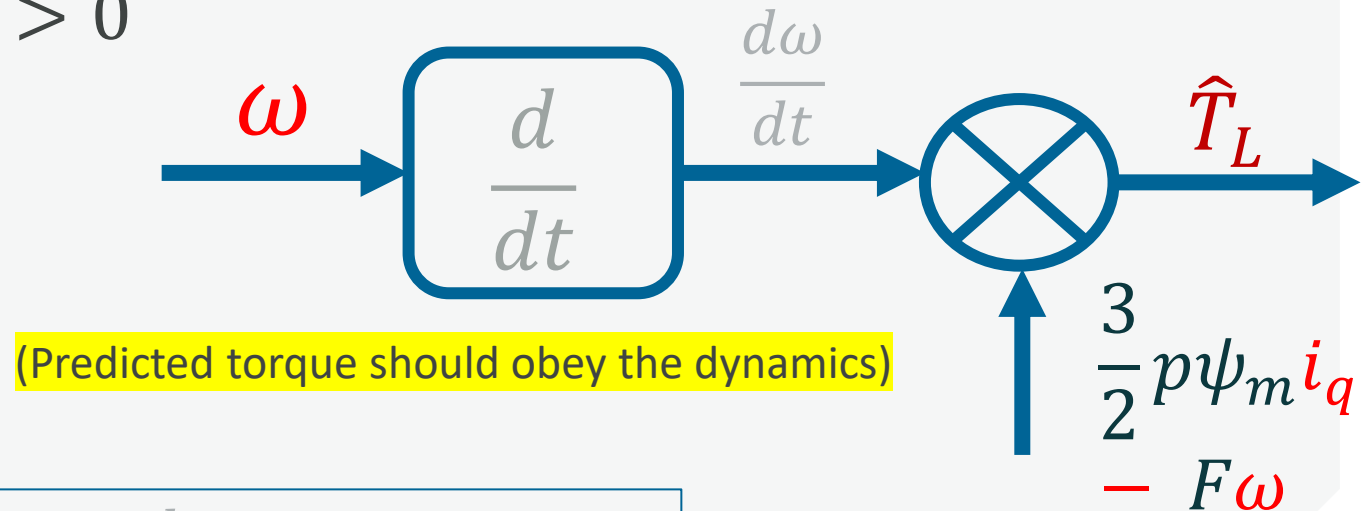 > 0
ω
d
dt
dω
dt
T̂_L
(Predicted torque should obey the dynamics)
3
2
pψ_m i_q
− Fω